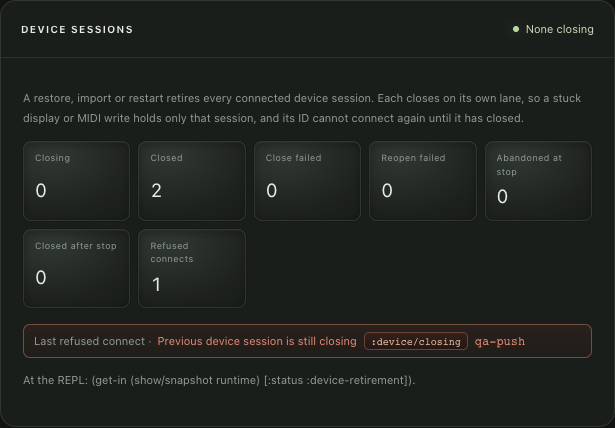 DEVICE SESSIONS
None closing
A restore, import or restart retires every connected device session. Each closes on its own lane, so a stuck
display or MIDI write holds only that session, and its ID cannot connect again until it has closed.
Closing
0
Closed
2
Close failed
0
Reopen failed
0
Abandoned at
stop
0
Closed after stop
0
Refused
connects
1
Last refused connect · Previous device session is still closing :device/closing qa-push
At the REPL: (get-in (show/snapshot runtime) [:status :device-retirement]).